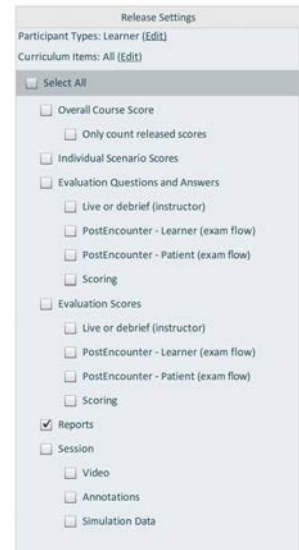 Release Settings
Participant Types: Learner (Edit)
Curriculum Items: All (Edit)
Select All
Overall Course Score
Only count released scores
Individual Scenario Scores
Evaluation Questions and Answers
Live or debrief (instructor)
PostEncounter - Learner (exam flow)
PostEncounter - Patient (exam flow)
Scoring
Evaluation Scores
Live or debrief (instructor)
PostEncounter - Learner (exam flow)
PostEncounter - Patient (exam flow)
Scoring
Reports
Session
Video
Annotations
Simulation Data